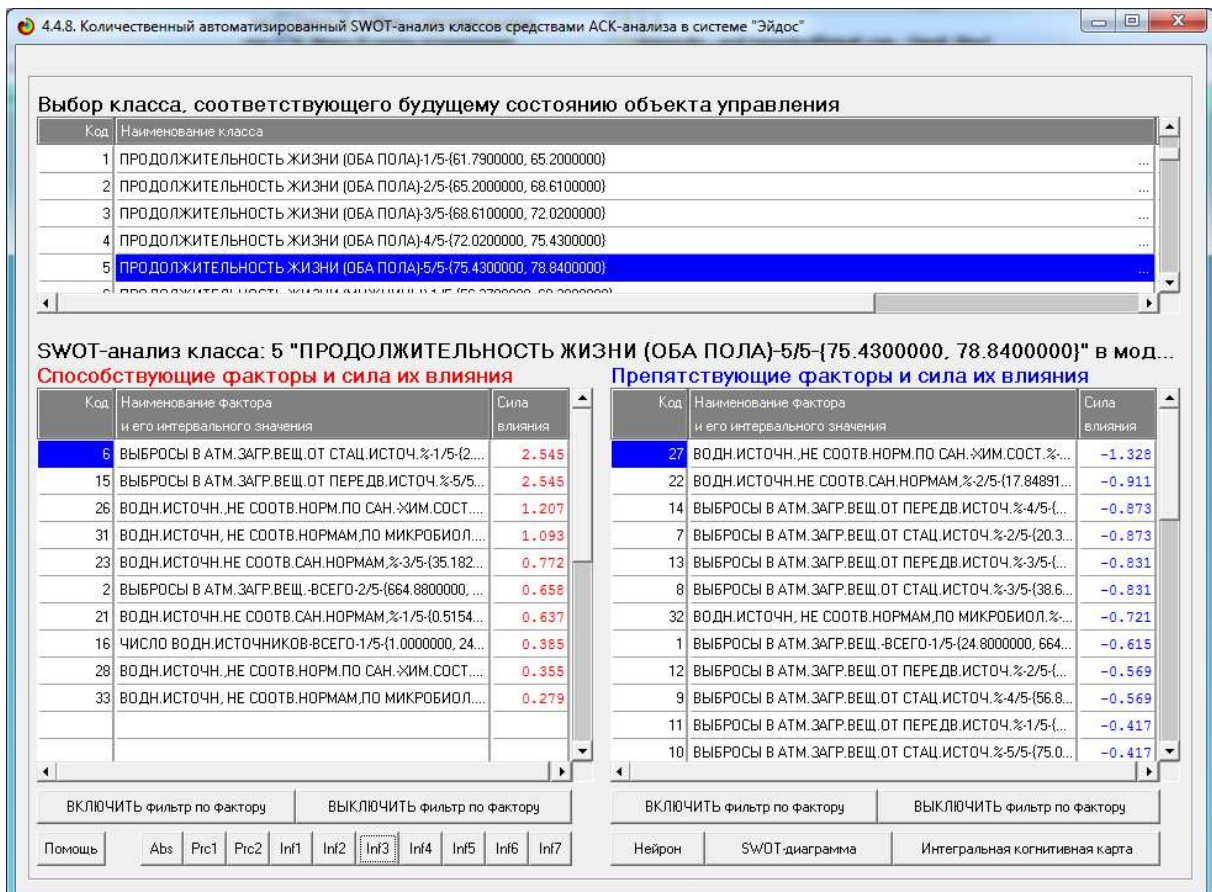 4.4.8. Количественный автоматизированный SWOT-анализ классов средствами АСК-анализа в системе "Эйдос"
Выбор класса, соответствующего будущему состоянию объекта управления
Код Наименование класса
1 ПРОДОЛЖИТЕЛЬНОСТЬ ЖИЗНИ (ОБА ПОЛА)-1/5-{61.7900000, 65.2000000} ...
2 ПРОДОЛЖИТЕЛЬНОСТЬ ЖИЗНИ (ОБА ПОЛА)-2/5-{65.2000000, 68.6100000} ...
3 ПРОДОЛЖИТЕЛЬНОСТЬ ЖИЗНИ (ОБА ПОЛА)-3/5-{68.6100000, 72.0200000} ...
4 ПРОДОЛЖИТЕЛЬНОСТЬ ЖИЗНИ (ОБА ПОЛА)-4/5-{72.0200000, 75.4300000} ...
5 ПРОДОЛЖИТЕЛЬНОСТЬ ЖИЗНИ (ОБА ПОЛА)-5/5-{75.4300000, 78.8400000} ...
SWOT-анализ класса: 5 "ПРОДОЛЖИТЕЛЬНОСТЬ ЖИЗНИ (ОБА ПОЛА)-5/5-{75.4300000, 78.8400000}" в мод...
Способствующие факторы и сила их влияния
Код Наименование фактора Сила
и его интервального значения влияния
6 ВЫБРОСЫ В АТМ.ЗАГР.ВЕЩ.ОТ СТАЦ.ИСТОЧ.%-1/5-{2.... 2.545
15 ВЫБРОСЫ В АТМ.ЗАГР.ВЕЩ.ОТ ПЕРЕДВ.ИСТОЧ.%-5/5... 2.545
26 ВОДН.ИСТОЧН.,НЕ СООТВ.НОРМ.ПО САН.-ХИМ.СОСТ.... 1.207
31 ВОДН.ИСТОЧН, НЕ СООТВ.НОРМАМ,ПО МИКРОБИОЛ.... 1.093
23 ВОДН.ИСТОЧН.НЕ СООТВ.САН.НОРМАМ,%-3/5-{35.182... 0.772
2 ВЫБРОСЫ В АТМ.ЗАГР.ВЕЩ.-ВСЕГО-2/5-{664.8800000, ... 0.658
21 ВОДН.ИСТОЧН.НЕ СООТВ.САН.НОРМАМ,%-1/5-{0.5154... 0.637
16 ЧИСЛО ВОДН.ИСТОЧНИКОВ-ВСЕГО-1/5-{1.0000000, 24... 0.385
28 ВОДН.ИСТОЧН.,НЕ СООТВ.НОРМ.ПО САН.-ХИМ.СОСТ.... 0.355
33 ВОДН.ИСТОЧН, НЕ СООТВ.НОРМАМ,ПО МИКРОБИОЛ.... 0.279
ВКЛЮЧИТЬ фильтр по фактору ВЫКЛЮЧИТЬ фильтр по фактору
Препятствующие факторы и сила их влияния
Код Наименование фактора Сила
и его интервального значения влияния
27 ВОДН.ИСТОЧН.,НЕ СООТВ.НОРМ.ПО САН.-ХИМ.СОСТ.%-... -1.328
22 ВОДН.ИСТОЧН.НЕ СООТВ.САН.НОРМАМ,%-2/5-{17.84891... -0.911
14 ВЫБРОСЫ В АТМ.ЗАГР.ВЕЩ.ОТ ПЕРЕДВ.ИСТОЧ.%-4/5-{... -0.873
7 ВЫБРОСЫ В АТМ.ЗАГР.ВЕЩ.ОТ СТАЦ.ИСТОЧ.%-2/5-{20.3... -0.873
13 ВЫБРОСЫ В АТМ.ЗАГР.ВЕЩ.ОТ ПЕРЕДВ.ИСТОЧ.%-3/5-{... -0.831
8 ВЫБРОСЫ В АТМ.ЗАГР.ВЕЩ.ОТ СТАЦ.ИСТОЧ.%-3/5-{38.6... -0.831
32 ВОДН.ИСТОЧН, НЕ СООТВ.НОРМАМ,ПО МИКРОБИОЛ.%-... -0.721
1 ВЫБРОСЫ В АТМ.ЗАГР.ВЕЩ.-ВСЕГО-1/5-{24.8000000, 664... -0.615
12 ВЫБРОСЫ В АТМ.ЗАГР.ВЕЩ.ОТ ПЕРЕДВ.ИСТОЧ.%-2/5-{... -0.569
9 ВЫБРОСЫ В АТМ.ЗАГР.ВЕЩ.ОТ СТАЦ.ИСТОЧ.%-4/5-{56.8... -0.569
11 ВЫБРОСЫ В АТМ.ЗАГР.ВЕЩ.ОТ ПЕРЕДВ.ИСТОЧ.%-1/5-{... -0.417
10 ВЫБРОСЫ В АТМ.ЗАГР.ВЕЩ.ОТ СТАЦ.ИСТОЧ.%-5/5-{75.0... -0.417
ВКЛЮЧИТЬ фильтр по фактору ВЫКЛЮЧИТЬ фильтр по фактору
Помощь Abs Prc1 Prc2 Inf1 Inf2 Inf3 Inf4 Inf5 Inf6 Inf7 Нейрон SWOT-диаграмма Интегральная когнитивная карта